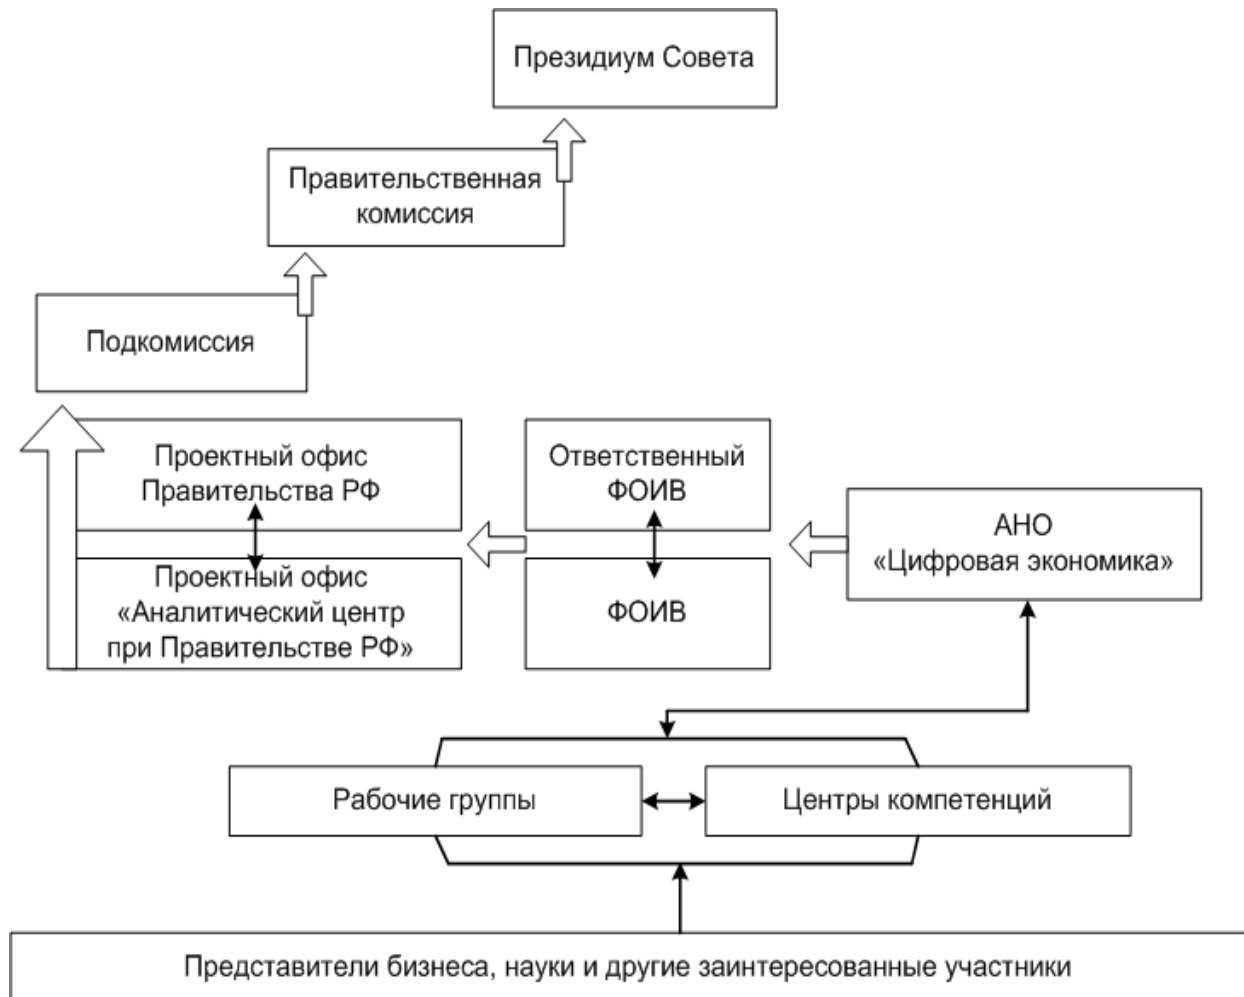 Президиум Совета
Правительственная
комиссия
Подкомиссия
Проектный офис
Правительства РФ
Ответственный
ФОИВ
АНО
«Цифровая экономика»
Проектный офис
«Аналитический центр
при Правительстве РФ»
ФОИВ
Рабочие группы
Центры компетенций
Представители бизнеса, науки и другие заинтересованные участники